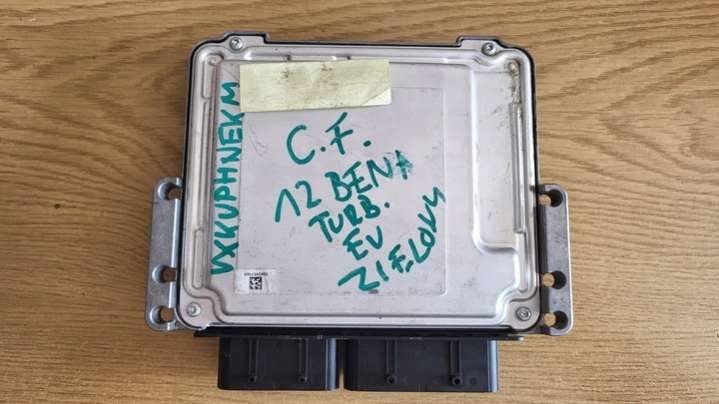 VXKUPHNEKM
C.F.
12 BENA
TURB.
EV
ZIELONY